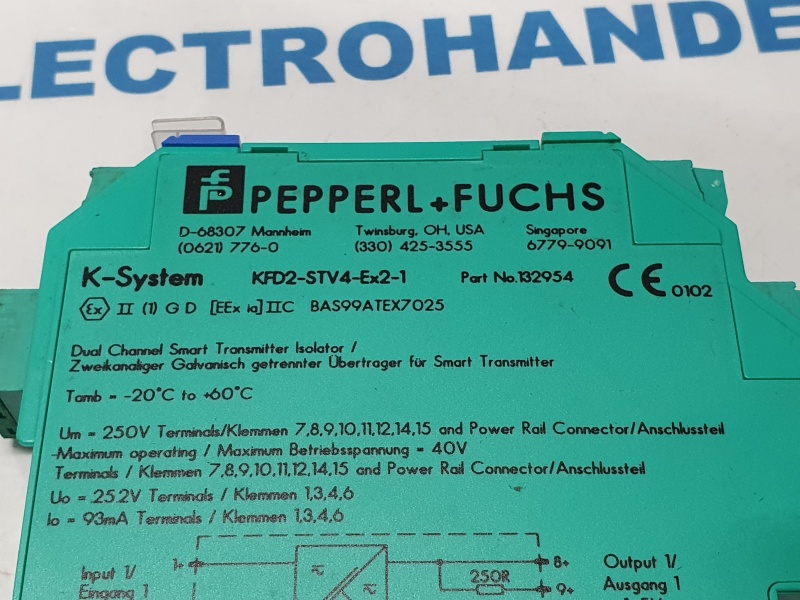 LECTROHANDE
PEPPERL+FUCHS
D-68307 Mannheim Twinsburg, OH, USA Singapore
(0621) 776-0 (330) 425-3555 6779-9091
K-System KFD2-STV4-Ex2-1 Part No.132954 CE 0102
Ex II (1) G D [EEx ia] IIC BAS99ATEX7025
Dual Channel Smart Transmitter Isolator /
Zweikanaliger Galvanisch getrennter Übertrager für Smart Transmitter
Tamb = -20°C to +60°C
Um = 250V Terminals/Klemmen 7,8,9,10,11,12,14,15 and Power Rail Connector/Anschlussteil
Maximum operating / Maximum Betriebsspannung = 40V
Terminals / Klemmen 7,8,9,10,11,12,14,15 and Power Rail Connector/Anschlussteil
Uo = 25.2V Terminals / Klemmen 1,3,4,6
Io = 93mA Terminals / Klemmen 1,3,4,6
Input 1/ 1+ 8+ Output 1/
Eingang 1 250R 9+ Ausgang 1